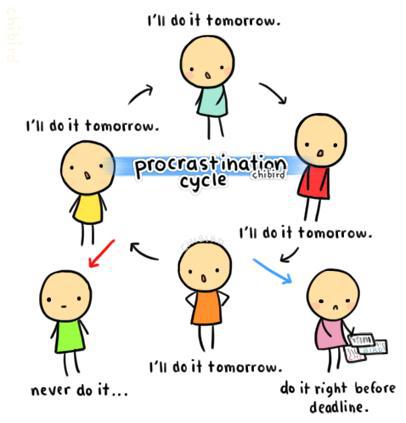 chibird
I'll do it tomorrow.
I'll do it tomorrow.
procrastination
cycle
chibird
I'll do it tomorrow.
I'll do it tomorrow.
never do it...
do it right before
deadline.